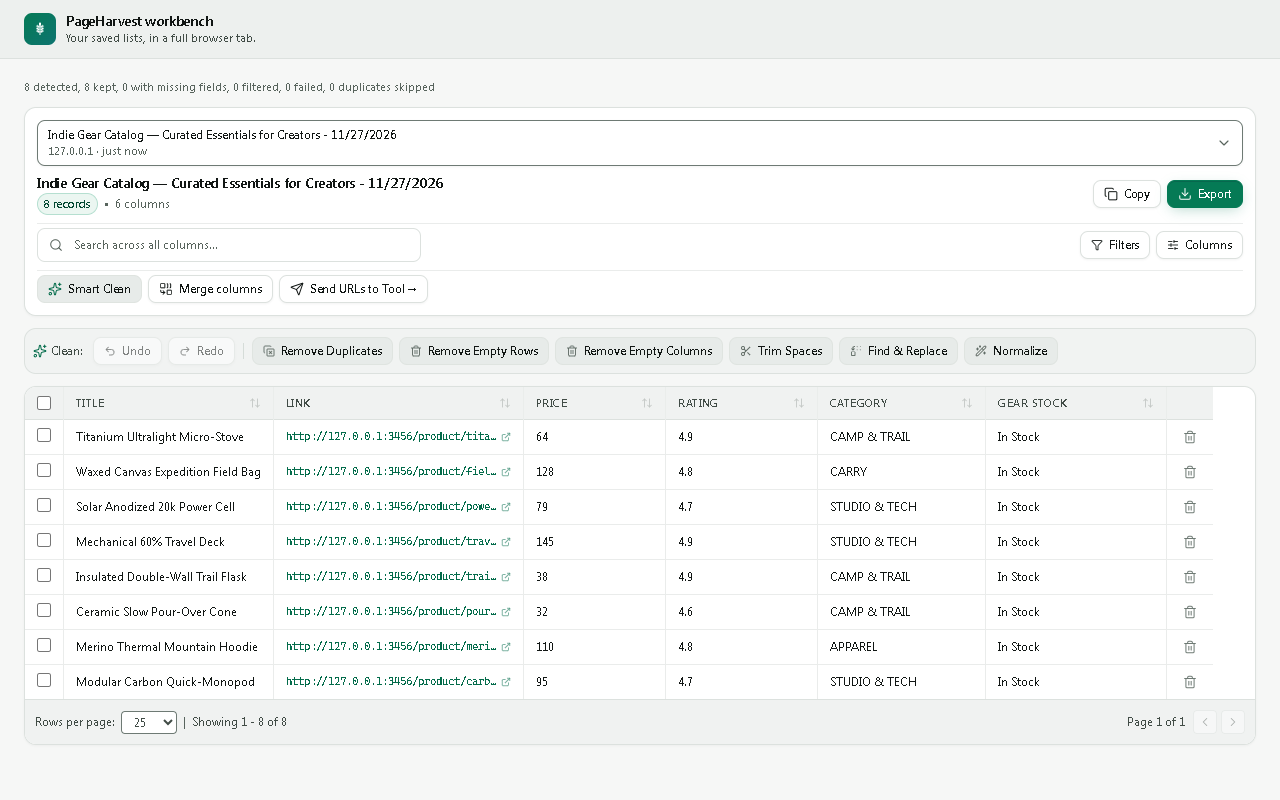 PageHarvest workbench
Your saved lists, in a full browser tab.
8 detected, 8 kept, 0 with missing fields, 0 filtered, 0 failed, 0 duplicates skipped
Indie Gear Catalog — Curated Essentials for Creators - 11/27/2026
127.0.0.1 · just now
Indie Gear Catalog — Curated Essentials for Creators - 11/27/2026
8 records • 6 columns
Copy Export
Search across all columns...
Filters Columns
Smart Clean Merge columns Send URLs to Tool →
Clean: Undo Redo Remove Duplicates Remove Empty Rows Remove Empty Columns Trim Spaces Find & Replace Normalize
TITLE LINK PRICE RATING CATEGORY GEAR STOCK
Titanium Ultralight Micro-Stove http://127.0.0.1:3456/product/tita… 64 4.9 CAMP & TRAIL In Stock
Waxed Canvas Expedition Field Bag http://127.0.0.1:3456/product/fiel… 128 4.8 CARRY In Stock
Solar Anodized 20k Power Cell http://127.0.0.1:3456/product/powe… 79 4.7 STUDIO & TECH In Stock
Mechanical 60% Travel Deck http://127.0.0.1:3456/product/trav… 145 4.9 STUDIO & TECH In Stock
Insulated Double-Wall Trail Flask http://127.0.0.1:3456/product/trai… 38 4.9 CAMP & TRAIL In Stock
Ceramic Slow Pour-Over Cone http://127.0.0.1:3456/product/pour… 32 4.6 CAMP & TRAIL In Stock
Merino Thermal Mountain Hoodie http://127.0.0.1:3456/product/meri… 110 4.8 APPAREL In Stock
Modular Carbon Quick-Monopod http://127.0.0.1:3456/product/carb… 95 4.7 STUDIO & TECH In Stock
Rows per page: 25 | Showing 1 - 8 of 8
Page 1 of 1